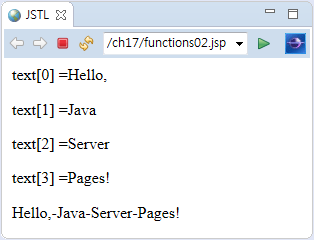 JSTL
/ch17/functions02.jsp
text[0] =Hello,
text[1] =Java
text[2] =Server
text[3] =Pages!
Hello,-Java-Server-Pages!